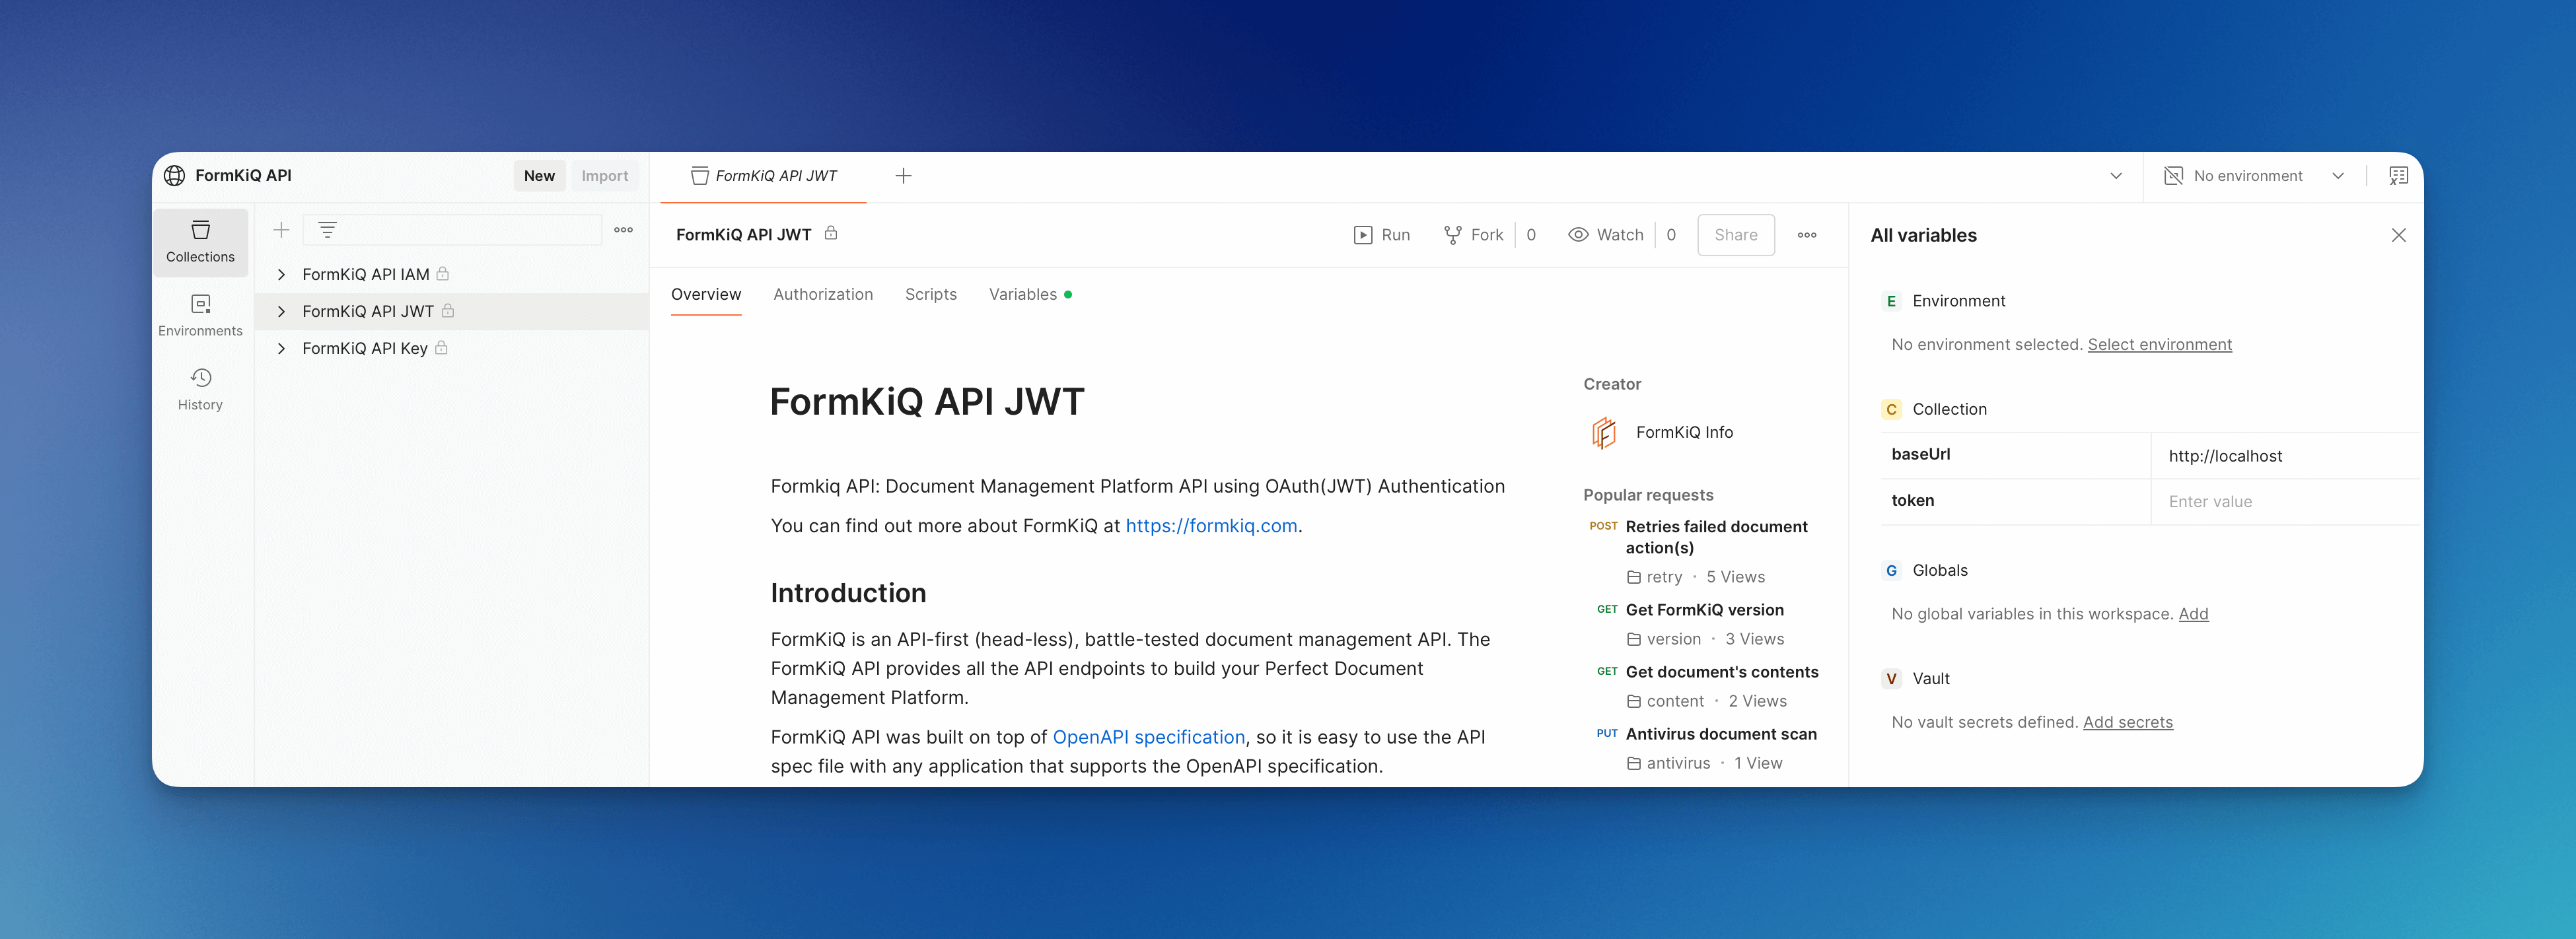 FormKiQ API
New
Import
FormKiQ API JWT
No environment
Collections
Environments
History
FormKiQ API IAM
FormKiQ API JWT
FormKiQ API Key
FormKiQ API JWT
Run
Fork
0
Watch
0
Share
Overview
Authorization
Scripts
Variables
FormKiQ API JWT
Formkiq API: Document Management Platform API using OAuth(JWT) Authentication
You can find out more about FormKiQ at https://formkiq.com.
Introduction
FormKiQ is an API-first (head-less), battle-tested document management API. The
FormKiQ API provides all the API endpoints to build your Perfect Document
Management Platform.
FormKiQ API was built on top of OpenAPI specification, so it is easy to use the API
spec file with any application that supports the OpenAPI specification.
Creator
FormKiQ Info
Popular requests
POST Retries failed document
action(s)
retry · 5 Views
GET Get FormKiQ version
version · 3 Views
GET Get document's contents
content · 2 Views
PUT Antivirus document scan
antivirus · 1 View
All variables
E Environment
No environment selected. Select environment
C Collection
baseUrl http://localhost
token Enter value
G Globals
No global variables in this workspace. Add
V Vault
No vault secrets defined. Add secrets